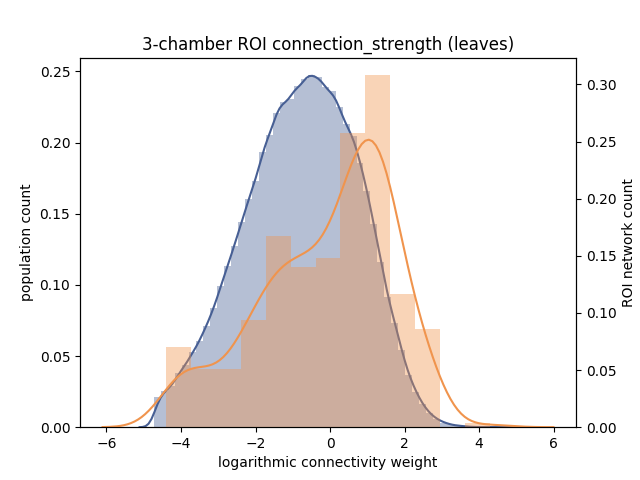 3-chamber ROI connection_strength (leaves)
0.25
0.20
0.15
0.10
0.05
0.00
population count
0.30
0.25
0.20
0.15
0.10
0.05
0.00
ROI network count
−6 −4 −2 0 2 4 6
logarithmic connectivity weight